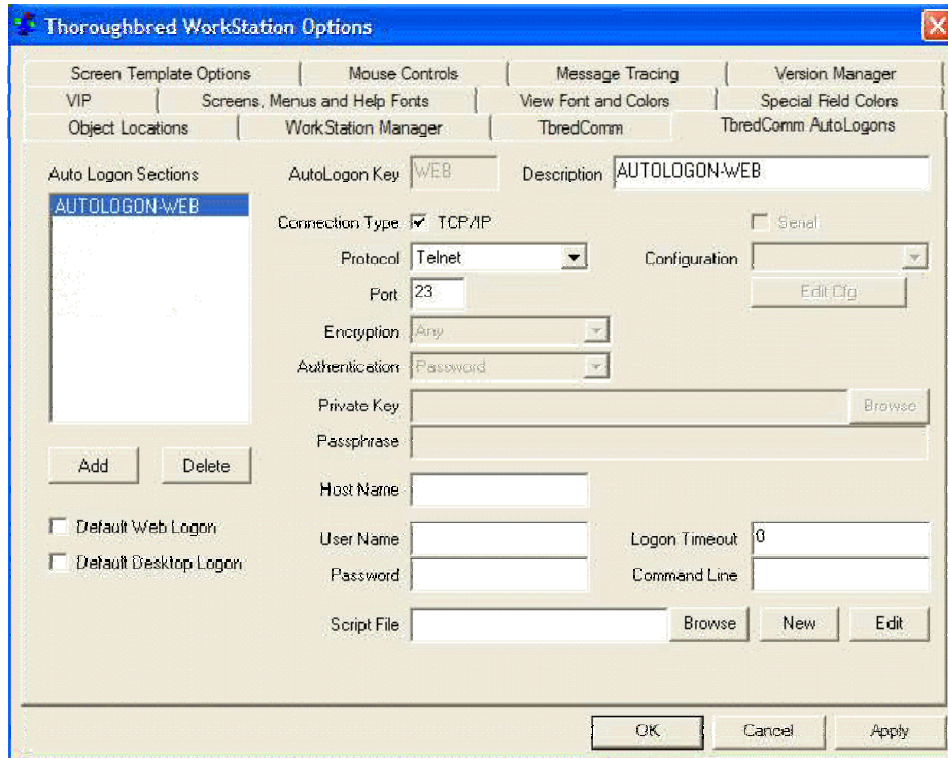 Thoroughbred WorkStation Options
Screen Template Options Mouse Controls Message Tracing Version Manager
VIP Screens, Menus and Help Fonts View Font and Colors Special Field Colors
Object Locations WorkStation Manager TbredComm TbredComm AutoLogons
Auto Logon Sections AutoLogon Key WEB Description AUTOLOGON-WEB
AUTOLOGON-WEB
Connection Type TCP/IP Serial
Protocol Telnet Configuration
Port 23 Edit Cfg
Encryption Any
Authentication Password
Private Key Browse
Passphrase
Add Delete
Host Name
Default Web Logon
User Name Logon Timeout 0
Default Desktop Logon
Password Command Line
Script File Browse New Edit
OK Cancel Apply